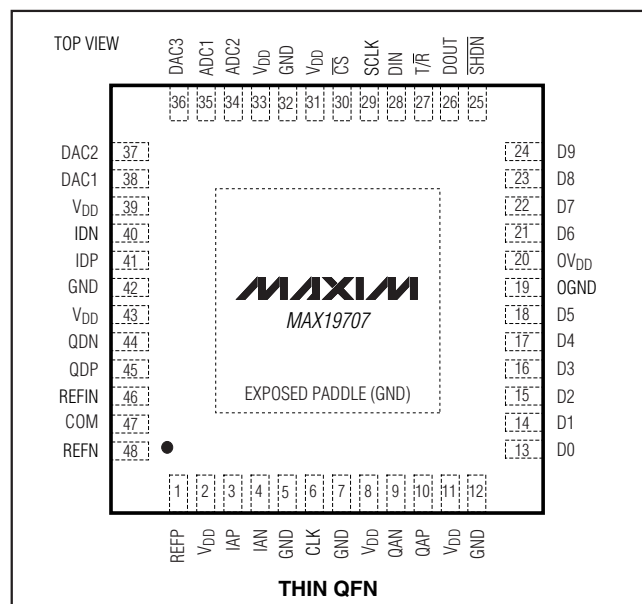 TOP VIEW
DAC3 ADC1 ADC2 VDD GND VDD C̅S̅ SCLK DIN T̅/R̅ DOUT S̅H̅D̅N̅
36 35 34 33 32 31 30 29 28 27 26 25
DAC2 37 24 D9
DAC1 38 23 D8
VDD 39 22 D7
IDN 40 21 D6
IDP 41 20 OVDD
GND 42 19 OGND
VDD 43 18 D5
QDN 44 17 D4
QDP 45 16 D3
REFIN 46 15 D2
COM 47 14 D1
REFN 48 13 D0
MAXIM
MAX19707
EXPOSED PADDLE (GND)
1 2 3 4 5 6 7 8 9 10 11 12
REFP VDD IAP IAN GND CLK GND VDD QAN QAP VDD GND
THIN QFN